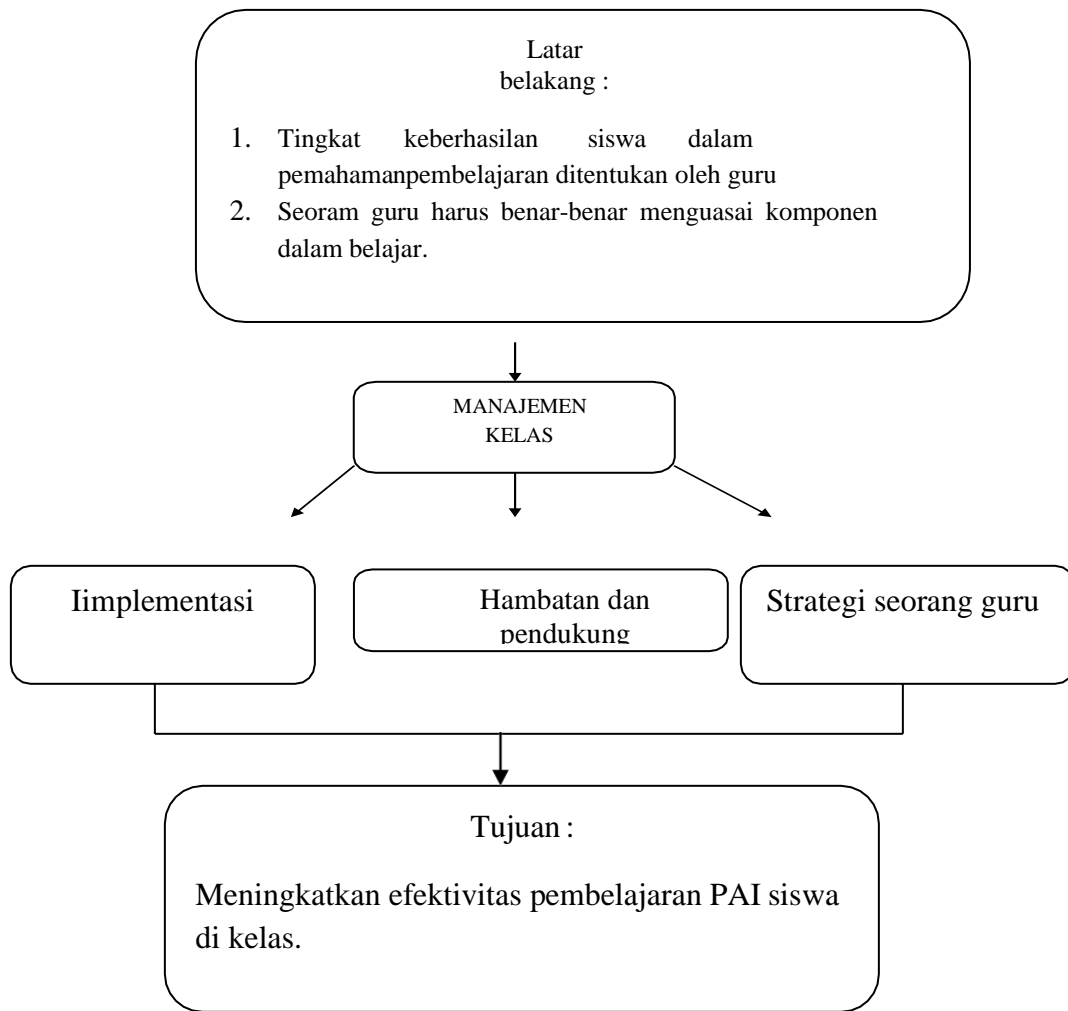 Latar
belakang :
1. Tingkat keberhasilan siswa dalam
pemahamanpembelajaran ditentukan oleh guru
2. Seoram guru harus benar-benar menguasai komponen
dalam belajar.
MANAJEMEN
KELAS
Iimplementasi
Hambatan dan
pendukung
Strategi seorang guru
Tujuan :
Meningkatkan efektivitas pembelajaran PAI siswa
di kelas.